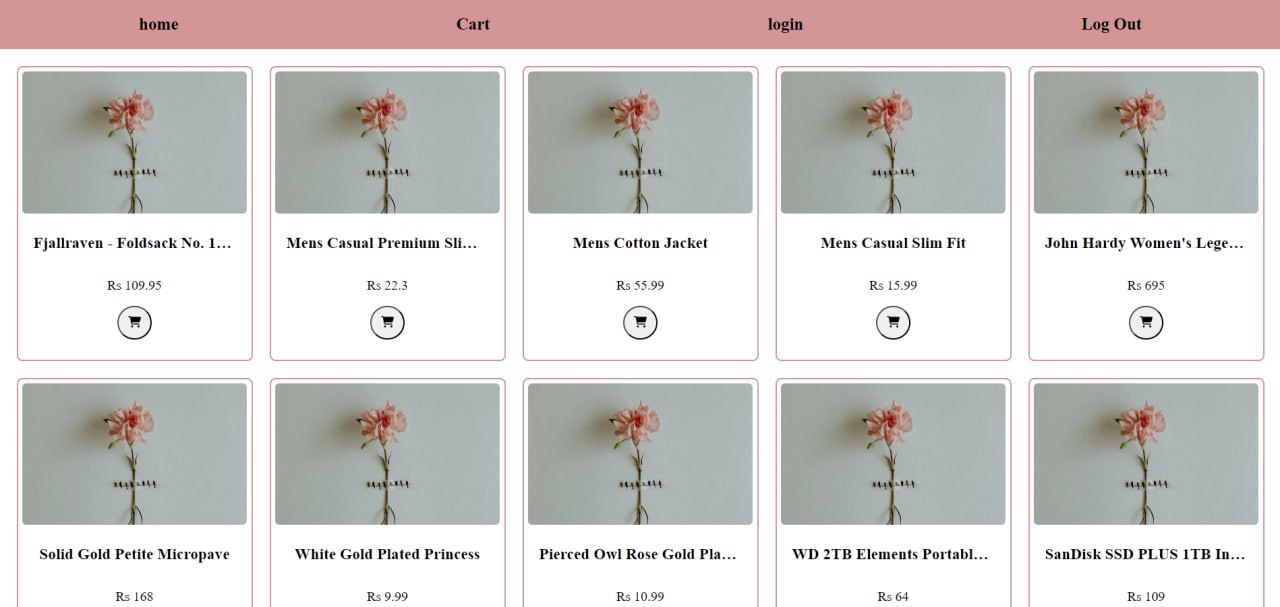 home Cart login Log Out
Fjallraven - Foldsack No. 1… Mens Casual Premium Sli… Mens Cotton Jacket Mens Casual Slim Fit John Hardy Women's Lege…
Rs 109.95 Rs 22.3 Rs 55.99 Rs 15.99 Rs 695
Solid Gold Petite Micropave White Gold Plated Princess Pierced Owl Rose Gold Pla… WD 2TB Elements Portabl… SanDisk SSD PLUS 1TB In…
Rs 168 Rs 9.99 Rs 10.99 Rs 64 Rs 109